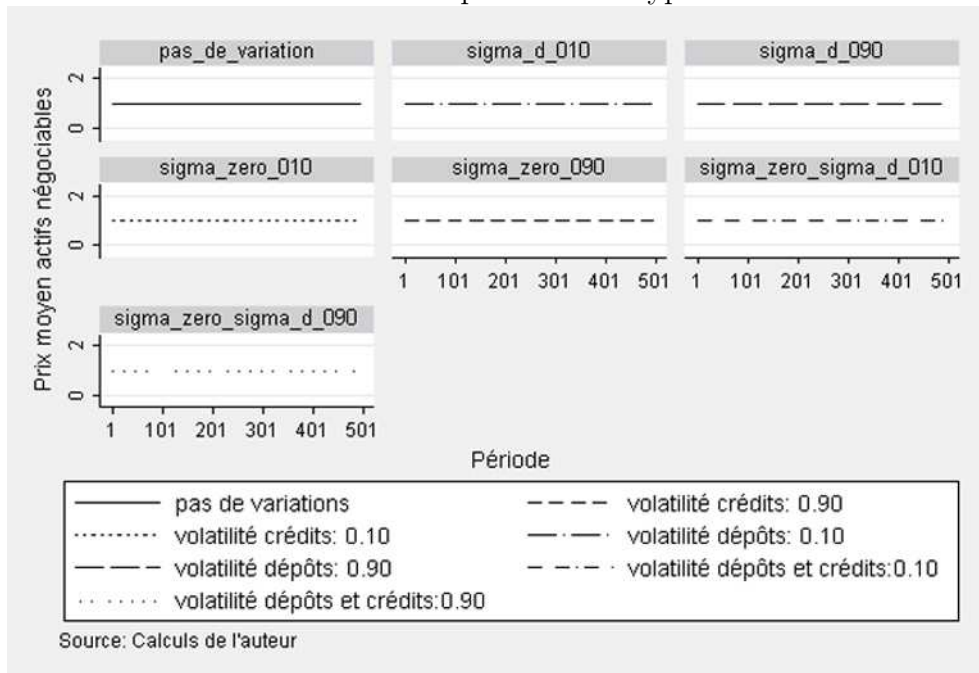 pas_de_variation sigma_d_010 sigma_d_090
2
0
sigma_zero_010 sigma_zero_090 sigma_zero_sigma_d_010
2
0
1 101 201 301 401 501 1 101 201 301 401 501
sigma_zero_sigma_d_090
2
0
1 101 201 301 401 501
Prix moyen actifs négociables
Période
pas de variations volatilité crédits: 0.90
volatilité crédits: 0.10 volatilité dépôts: 0.10
volatilité dépôts: 0.90 volatilité dépôts et crédits:0.10
volatilité dépôts et crédits:0.90
Source: Calculs de l'auteur